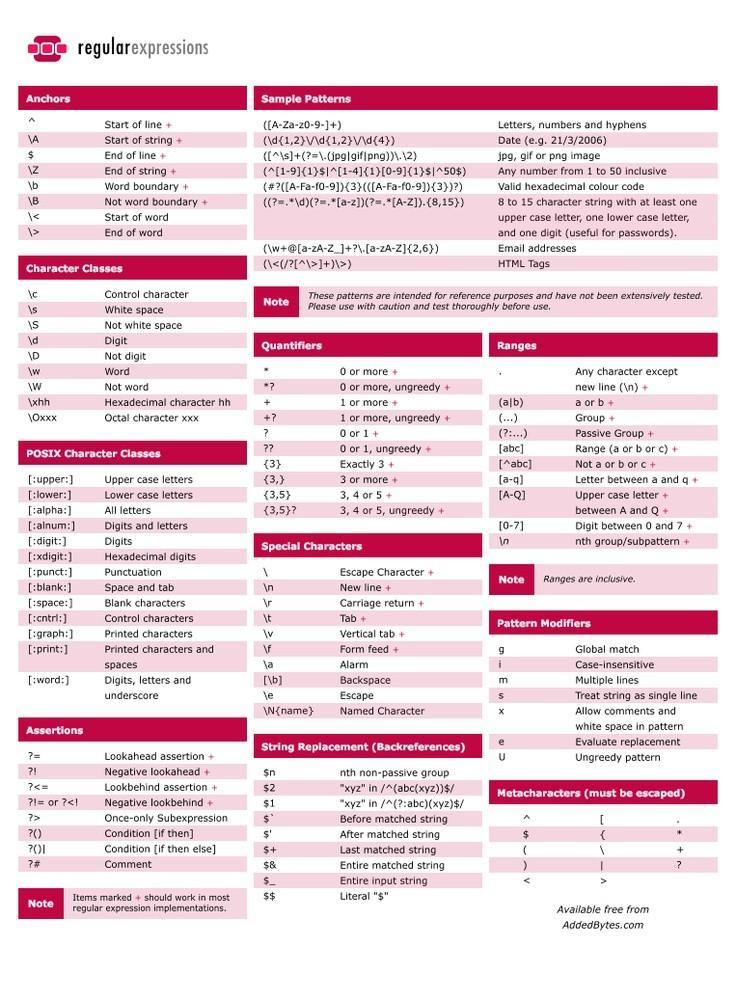 regularexpressions
Anchors
^ Start of line +
\A Start of string +
$ End of line +
\Z End of string +
\b Word boundary +
\B Not word boundary +
\< Start of word
\> End of word
Character Classes
\c Control character
\s White space
\S Not white space
\d Digit
\D Not digit
\w Word
\W Not word
\xhh Hexadecimal character hh
\Oxxx Octal character xxx
POSIX Character Classes
[:upper:] Upper case letters
[:lower:] Lower case letters
[:alpha:] All letters
[:alnum:] Digits and letters
[:digit:] Digits
[:xdigit:] Hexadecimal digits
[:punct:] Punctuation
[:blank:] Space and tab
[:space:] Blank characters
[:cntrl:] Control characters
[:graph:] Printed characters
[:print:] Printed characters and
spaces
[:word:] Digits, letters and
underscore
Assertions
?= Lookahead assertion +
?! Negative lookahead +
?<= Lookbehind assertion +
?!= or ?<! Negative lookbehind +
?> Once-only Subexpression
?() Condition [if then]
?()| Condition [if then else]
?# Comment
Note Items marked + should work in most
regular expression implementations.
Sample Patterns
([A-Za-z0-9-]+) Letters, numbers and hyphens
(\d{1,2}\/\d{1,2}\/\d{4}) Date (e.g. 21/3/2006)
([^\s]+(?=\.(jpg|gif|png))\.\2) jpg, gif or png image
(^[1-9]{1}$|^[1-4]{1}[0-9]{1}$|^50$) Any number from 1 to 50 inclusive
(#?([A-Fa-f0-9]){3}(([A-Fa-f0-9]){3})?) Valid hexadecimal colour code
((?=.*\d)(?=.*[a-z])(?=.*[A-Z]).{8,15}) 8 to 15 character string with at least one
upper case letter, one lower case letter,
and one digit (useful for passwords).
(\w+@[a-zA-Z_]+?\.[a-zA-Z]{2,6}) Email addresses
(\<(/?[^\>]+)\>) HTML Tags
Note These patterns are intended for reference purposes and have not been extensively tested.
Please use with caution and test thoroughly before use.
Quantifiers
* 0 or more +
*? 0 or more, ungreedy +
+ 1 or more +
+? 1 or more, ungreedy +
? 0 or 1 +
?? 0 or 1, ungreedy +
{3} Exactly 3 +
{3,} 3 or more +
{3,5} 3, 4 or 5 +
{3,5}? 3, 4 or 5, ungreedy +
Special Characters
\ Escape Character +
\n New line +
\r Carriage return +
\t Tab +
\v Vertical tab +
\f Form feed +
\a Alarm
[\b] Backspace
\e Escape
\N{name} Named Character
String Replacement (Backreferences)
$n nth non-passive group
$2 "xyz" in /^(abc(xyz))$/
$1 "xyz" in /^(?:abc)(xyz)$/
$` Before matched string
$' After matched string
$+ Last matched string
$& Entire matched string
$_ Entire input string
$$ Literal "$"
Ranges
. Any character except
new line (\n) +
(a|b) a or b +
(...) Group +
(?:...) Passive Group +
[abc] Range (a or b or c) +
[^abc] Not a or b or c +
[a-q] Letter between a and q +
[A-Q] Upper case letter +
between A and Q +
[0-7] Digit between 0 and 7 +
\n nth group/subpattern +
Note Ranges are inclusive.
Pattern Modifiers
g Global match
i Case-insensitive
m Multiple lines
s Treat string as single line
x Allow comments and
white space in pattern
e Evaluate replacement
U Ungreedy pattern
Metacharacters (must be escaped)
^ [ .
$ { *
( \ +
) | ?
< >
Available free from
AddedBytes.com